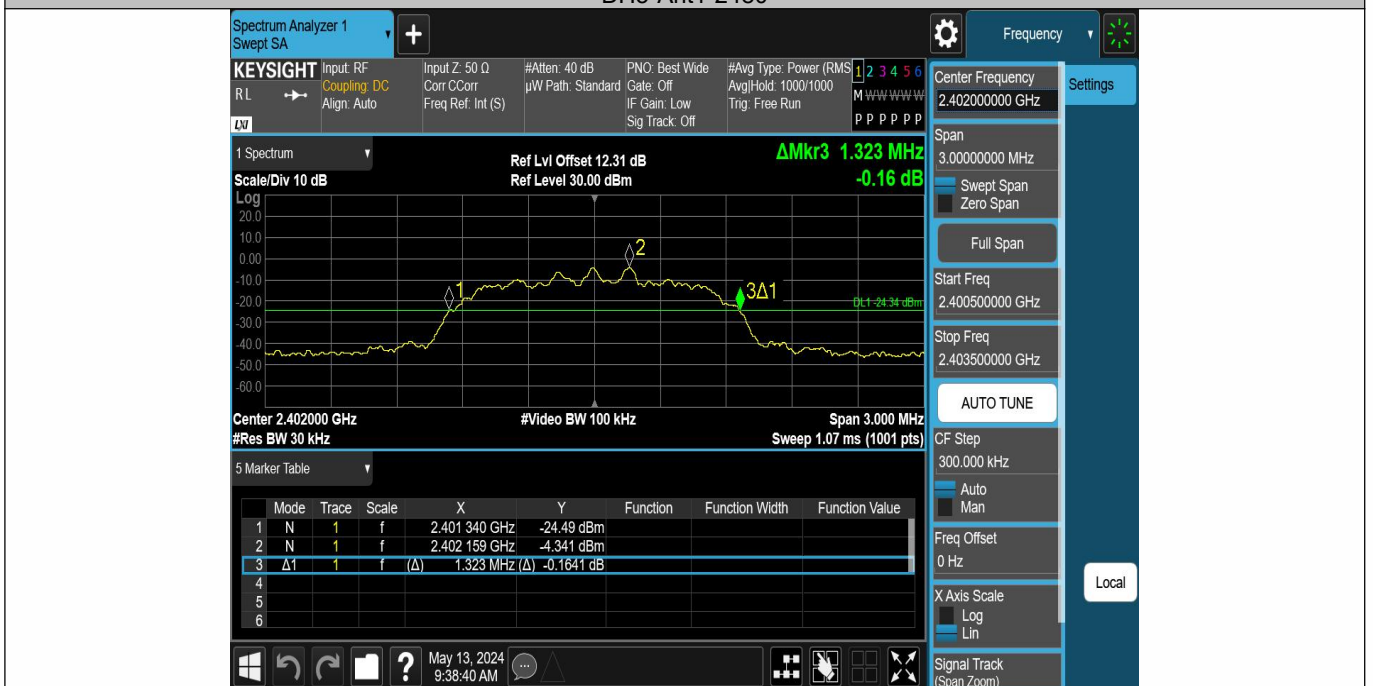 Spectrum Analyzer 1
Swept SA
+
Frequency
KEYSIGHT
RL
LXI
Input: RF
Coupling: DC
Align: Auto
Input Z: 50 Ω
Corr CCorr
Freq Ref: Int (S)
#Atten: 40 dB
µW Path: Standard
PNO: Best Wide
Gate: Off
IF Gain: Low
Sig Track: Off
#Avg Type: Power (RMS
Avg|Hold: 1000/1000
Trig: Free Run
1 2 3 4 5 6
M W W W W W
P P P P P P
1 Spectrum
Scale/Div 10 dB
Ref Lvl Offset 12.31 dB
Ref Level 30.00 dBm
ΔMkr3 1.323 MHz
-0.16 dB
Log
20.0
10.0
0.00
-10.0
-20.0
-30.0
-40.0
-50.0
-60.0
1
2
3Δ1
DL1 -24.34 dBm
Center 2.402000 GHz
#Video BW 100 kHz
Span 3.000 MHz
#Res BW 30 kHz
Sweep 1.07 ms (1001 pts)
5 Marker Table
Mode Trace Scale X Y Function Function Width Function Value
1 N 1 f 2.401 340 GHz -24.49 dBm
2 N 1 f 2.402 159 GHz -4.341 dBm
3 Δ1 1 f (Δ) 1.323 MHz (Δ) -0.1641 dB
4
5
6
?
May 13, 2024
9:38:40 AM
Center Frequency
2.402000000 GHz
Settings
Span
3.00000000 MHz
Swept Span
Zero Span
Full Span
Start Freq
2.400500000 GHz
Stop Freq
2.403500000 GHz
AUTO TUNE
CF Step
300.000 kHz
Auto
Man
Freq Offset
0 Hz
X Axis Scale
Log
Lin
Local
Signal Track
(Span Zoom)